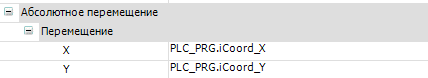 Абсолютное перемещение
Перемещение
X PLC_PRG.iCoord_X
Y PLC_PRG.iCoord_Y